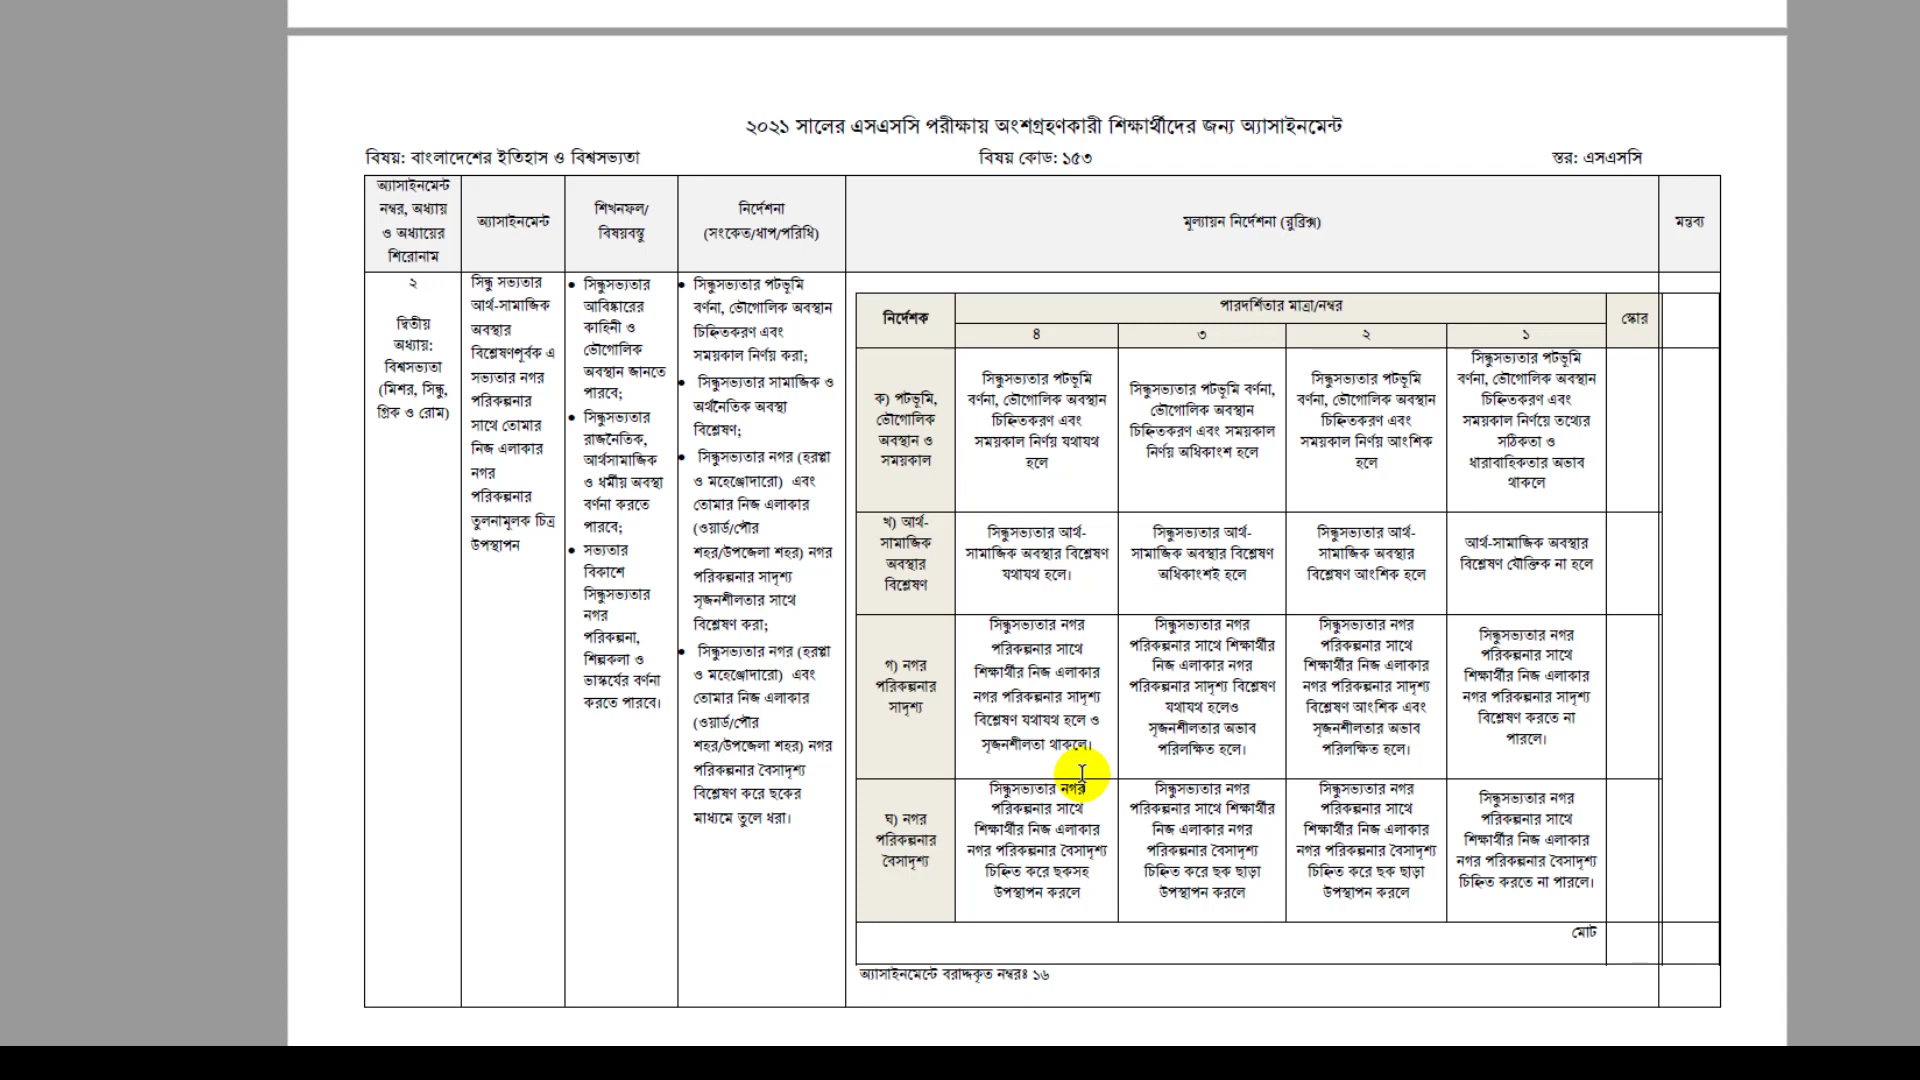 ২০২১ সালের এসএসসি পরীক্ষায় অংশগ্রহণকারী শিক্ষার্থীদের জন্য অ্যাসাইনমেন্ট
বিষয়: বাংলাদেশের ইতিহাস ও বিশ্বসভ্যতা
বিষয় কোড: ১৫৩
স্তর: এসএসসি
অ্যাসাইনমেন্ট
নম্বর, অধ্যায়
ও অধ্যায়ের
শিরোনাম
অ্যাসাইনমেন্ট
শিখনফল/
বিষয়বস্তু
নির্দেশনা
(সংকেত/ধাপ/পরিধি)
মূল্যায়ন নির্দেশনা (রুব্রিক্স)
মন্তব্য
২
দ্বিতীয়
অধ্যায়:
বিশ্বসভ্যতা
(মিশর, সিন্ধু,
গ্রিক ও রোম)
সিন্ধু সভ্যতার
আর্থ-সামাজিক
অবস্থার
বিশ্লেষণপূর্বক এ
সভ্যতার নগর
পরিকল্পনার
সাথে তোমার
নিজ এলাকার
নগর
পরিকল্পনার
তুলনামূলক চিত্র
উপস্থাপন
• সিন্ধুসভ্যতার
আবিষ্কারের
কাহিনী ও
ভৌগোলিক
অবস্থান জানতে
পারবে;
• সিন্ধুসভ্যতার
রাজনৈতিক,
আর্থসামাজিক
ও ধর্মীয় অবস্থা
বর্ণনা করতে
পারবে;
• সভ্যতার
বিকাশে
সিন্ধুসভ্যতার
নগর
পরিকল্পনা,
শিল্পকলা ও
ভাস্কর্যের বর্ণনা
করতে পারবে।
• সিন্ধুসভ্যতার পটভূমি
বর্ণনা, ভৌগোলিক অবস্থান
চিহ্নিতকরণ এবং
সময়কাল নির্ণয় করা;
• সিন্ধুসভ্যতার সামাজিক ও
অর্থনৈতিক অবস্থা
বিশ্লেষণ;
• সিন্ধুসভ্যতার নগর (হরপ্পা
ও মহেঞ্জোদারো) এবং
তোমার নিজ এলাকার
(ওয়ার্ড/পৌর
শহর/উপজেলা শহর) নগর
পরিকল্পনার সাদৃশ্য
সৃজনশীলতার সাথে
বিশ্লেষণ করা;
• সিন্ধুসভ্যতার নগর (হরপ্পা
ও মহেঞ্জোদারো) এবং
তোমার নিজ এলাকার
(ওয়ার্ড/পৌর
শহর/উপজেলা শহর) নগর
পরিকল্পনার বৈসাদৃশ্য
বিশ্লেষণ করে ছকের
মাধ্যমে তুলে ধরা।
নির্দেশক
পারদর্শিতার মাত্রা/নম্বর
স্কোর
৪
৩
২
১
ক) পটভূমি,
ভৌগোলিক
অবস্থান ও
সময়কাল
সিন্ধুসভ্যতার পটভূমি
বর্ণনা, ভৌগোলিক অবস্থান
চিহ্নিতকরণ এবং
সময়কাল নির্ণয় যথাযথ
হলে
সিন্ধুসভ্যতার পটভূমি বর্ণনা,
ভৌগোলিক অবস্থান
চিহ্নিতকরণ এবং সময়কাল
নির্ণয় অধিকাংশ হলে
সিন্ধুসভ্যতার পটভূমি
বর্ণনা, ভৌগোলিক অবস্থান
চিহ্নিতকরণ এবং
সময়কাল নির্ণয় আংশিক
হলে
সিন্ধুসভ্যতার পটভূমি
বর্ণনা, ভৌগোলিক অবস্থান
চিহ্নিতকরণ এবং
সময়কাল নির্ণয়ে তথ্যের
সঠিকতা ও
ধারাবাহিকতার অভাব
থাকলে
খ) আর্থ-
সামাজিক
অবস্থার
বিশ্লেষণ
সিন্ধুসভ্যতার আর্থ-
সামাজিক অবস্থার বিশ্লেষণ
যথাযথ হলে।
সিন্ধুসভ্যতার আর্থ-
সামাজিক অবস্থার বিশ্লেষণ
অধিকাংশই হলে
সিন্ধুসভ্যতার আর্থ-
সামাজিক অবস্থার
বিশ্লেষণ আংশিক হলে
আর্থ-সামাজিক অবস্থার
বিশ্লেষণ যৌক্তিক না হলে
গ) নগর
পরিকল্পনার
সাদৃশ্য
সিন্ধুসভ্যতার নগর
পরিকল্পনার সাথে
শিক্ষার্থীর নিজ এলাকার
নগর পরিকল্পনার সাদৃশ্য
বিশ্লেষণ যথাযথ হলে ও
সৃজনশীলতা থাকলে।
সিন্ধুসভ্যতার নগর
পরিকল্পনার সাথে শিক্ষার্থীর
নিজ এলাকার নগর
পরিকল্পনার সাদৃশ্য বিশ্লেষণ
যথাযথ হলেও
সৃজনশীলতার অভাব
পরিলক্ষিত হলে।
সিন্ধুসভ্যতার নগর
পরিকল্পনার সাথে
শিক্ষার্থীর নিজ এলাকার
নগর পরিকল্পনার সাদৃশ্য
বিশ্লেষণ আংশিক এবং
সৃজনশীলতার অভাব
পরিলক্ষিত হলে।
সিন্ধুসভ্যতার নগর
পরিকল্পনার সাথে
শিক্ষার্থীর নিজ এলাকার
নগর পরিকল্পনার সাদৃশ্য
বিশ্লেষণ করতে না
পারলে।
ঘ) নগর
পরিকল্পনার
বৈসাদৃশ্য
সিন্ধুসভ্যতার নগর
পরিকল্পনার সাথে
শিক্ষার্থীর নিজ এলাকার
নগর পরিকল্পনার বৈসাদৃশ্য
চিহ্নিত করে ছকসহ
উপস্থাপন করলে
সিন্ধুসভ্যতার নগর
পরিকল্পনার সাথে শিক্ষার্থীর
নিজ এলাকার নগর
পরিকল্পনার বৈসাদৃশ্য
চিহ্নিত করে ছক ছাড়া
উপস্থাপন করলে
সিন্ধুসভ্যতার নগর
পরিকল্পনার সাথে
শিক্ষার্থীর নিজ এলাকার
নগর পরিকল্পনার বৈসাদৃশ্য
চিহ্নিত করে ছক ছাড়া
উপস্থাপন করলে
সিন্ধুসভ্যতার নগর
পরিকল্পনার সাথে
শিক্ষার্থীর নিজ এলাকার
নগর পরিকল্পনার বৈসাদৃশ্য
চিহ্নিত করতে না পারলে।
মোট
অ্যাসাইনমেন্টে বরাদ্দকৃত নম্বরঃ ১৬